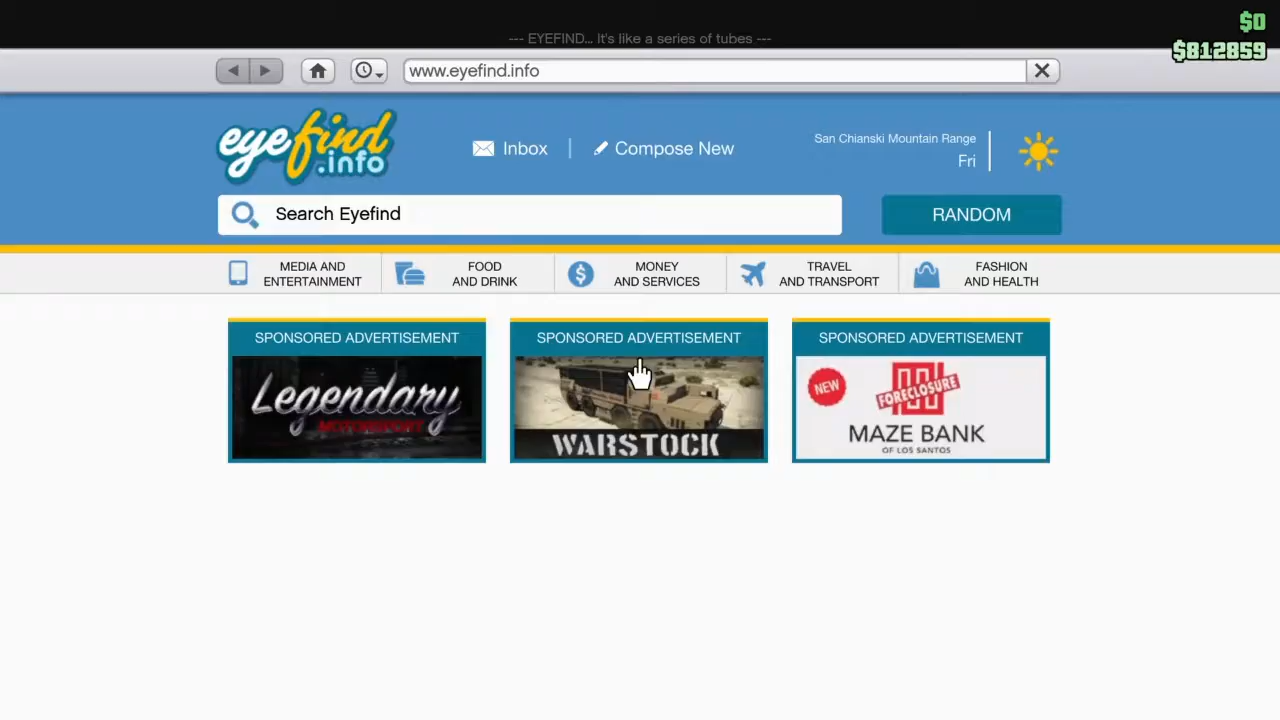 $0
--- EYEFIND... It's like a series of tubes ---
$812859
www.eyefind.info
eyefind
.info
Inbox
Compose New
San Chianski Mountain Range
Fri
Search Eyefind
RANDOM
MEDIA AND
ENTERTAINMENT
FOOD
AND DRINK
MONEY
AND SERVICES
TRAVEL
AND TRANSPORT
FASHION
AND HEALTH
SPONSORED ADVERTISEMENT
Legendary
MOTORSPORT
SPONSORED ADVERTISEMENT
WARSTOCK
SPONSORED ADVERTISEMENT
NEW
FORECLOSURE
MAZE BANK
OF LOS SANTOS